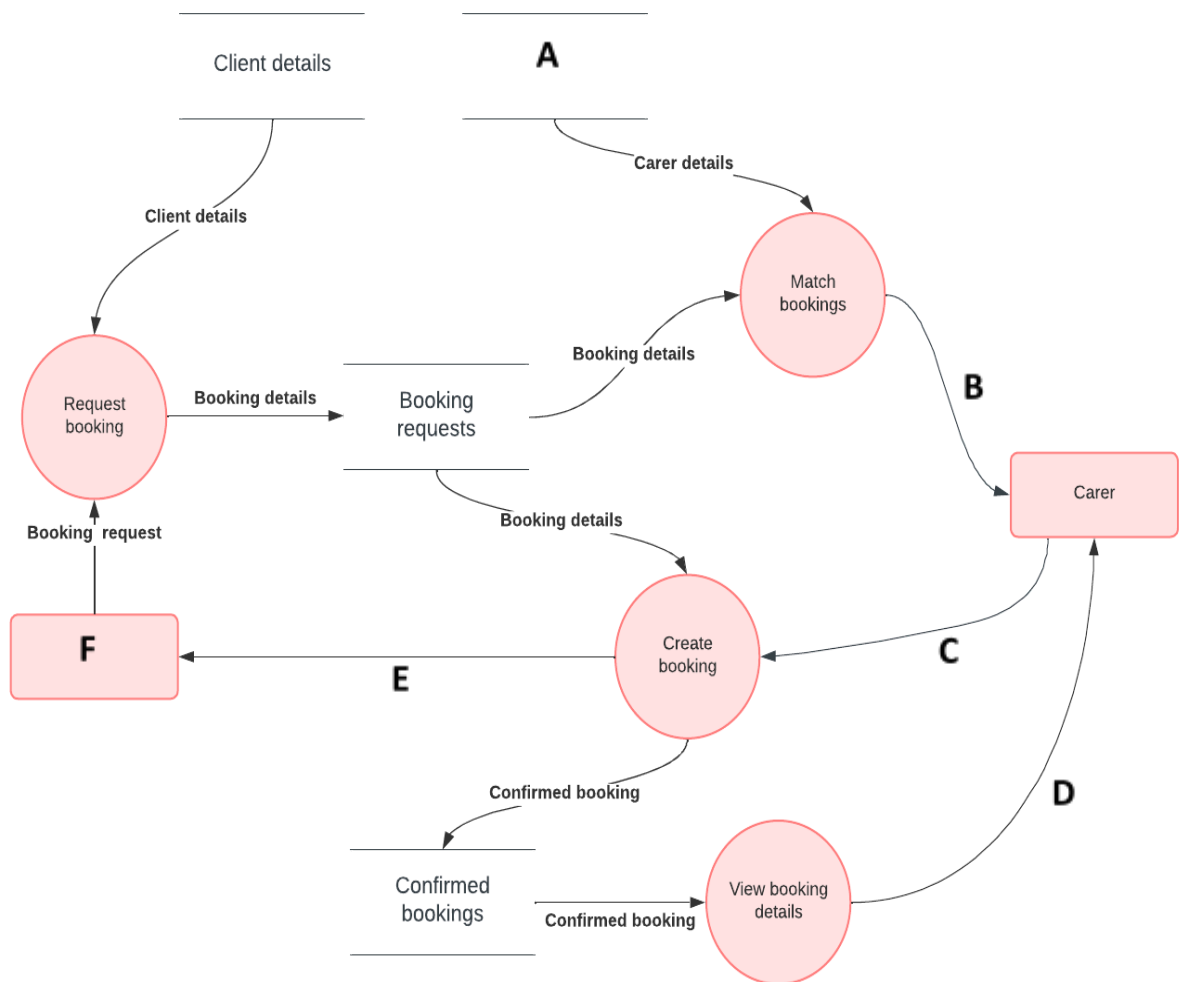 Client details
A
Carer details
Client details
Match
bookings
Booking details
B
Booking details
Booking
requests
Request
booking
Carer
Booking details
Booking request
Create
booking
C
F
E
D
Confirmed booking
Confirmed
bookings
View booking
details
Confirmed booking